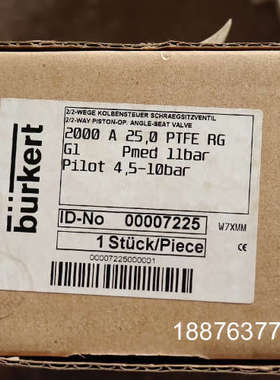 bürkert
2/2-WEGE KOLBENSTEUER SCHRAEGSITZVENTIL
2/2-WAY PISTON-OP. ANGLE-SEAT VALVE
2000 A 25,0 PTFE RG
G1 Pmed 11bar
Pilot 4,5-10bar
ID-No 00007225
W7XMM
CE
1 Stück/Piece
00007225000001
18876377